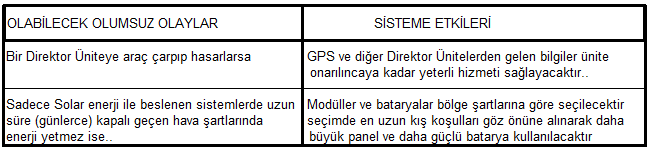 OLABİLECEK OLUMSUZ OLAYLAR
SİSTEME ETKİLERİ
Bir Direktor Üniteye araç çarpıp hasarlarsa
GPS ve diğer Direktor Ünitelerden gelen bilgiler ünite
onarılıncaya kadar yeterli hizmeti sağlayacaktır..
Sadece Solar enerji ile beslenen sistemlerde uzun
süre (günlerce) kapalı geçen hava şartlarında
enerji yetmez ise..
Modüller ve bataryalar bölge şartlarına göre seçilecektir
seçimde en uzun kış koşulları göz önüne alınarak daha
büyük panel ve daha güçlü batarya kullanılacaktır